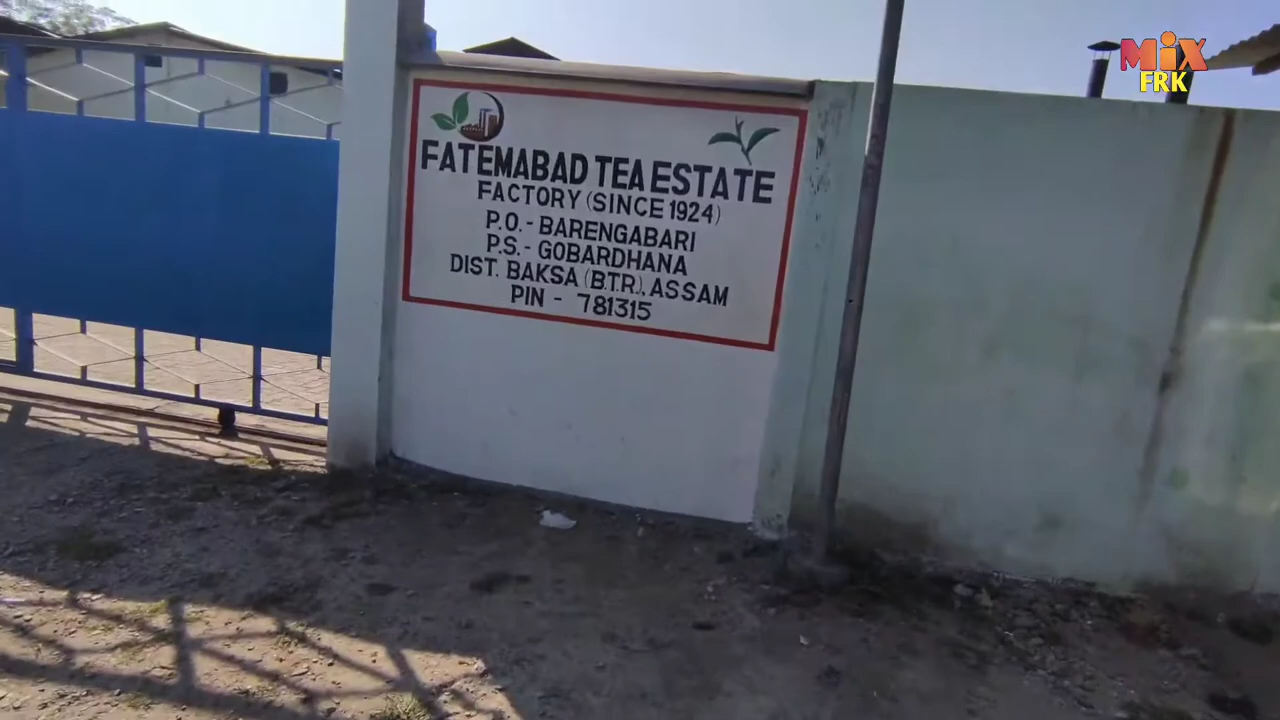 MiX
FRK
FATEMABAD TEA ESTATE
FACTORY (SINCE 1924)
P.O. - BARENGABARI
P.S. - GOBARDHANA
DIST. BAKSA (B.T.R.), ASSAM
PIN - 781315